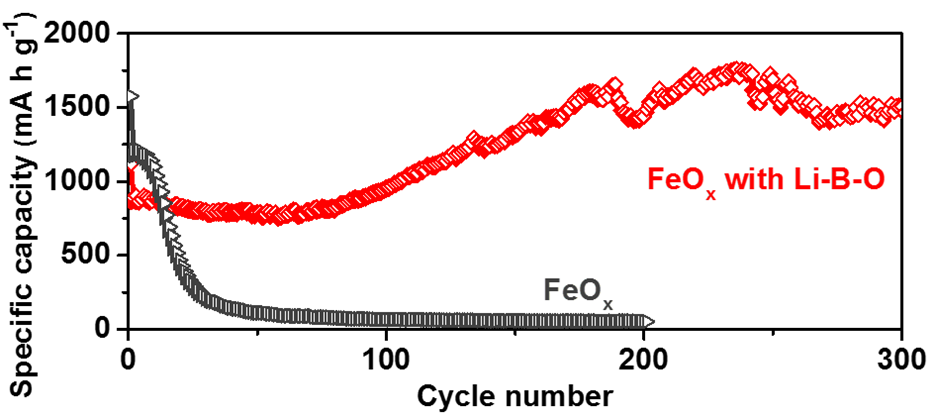 Specific capacity (mA h g⁻¹)
2000
1500
1000
500
0
FeOₓ with Li-B-O
FeOₓ
0 100 200 300
Cycle number